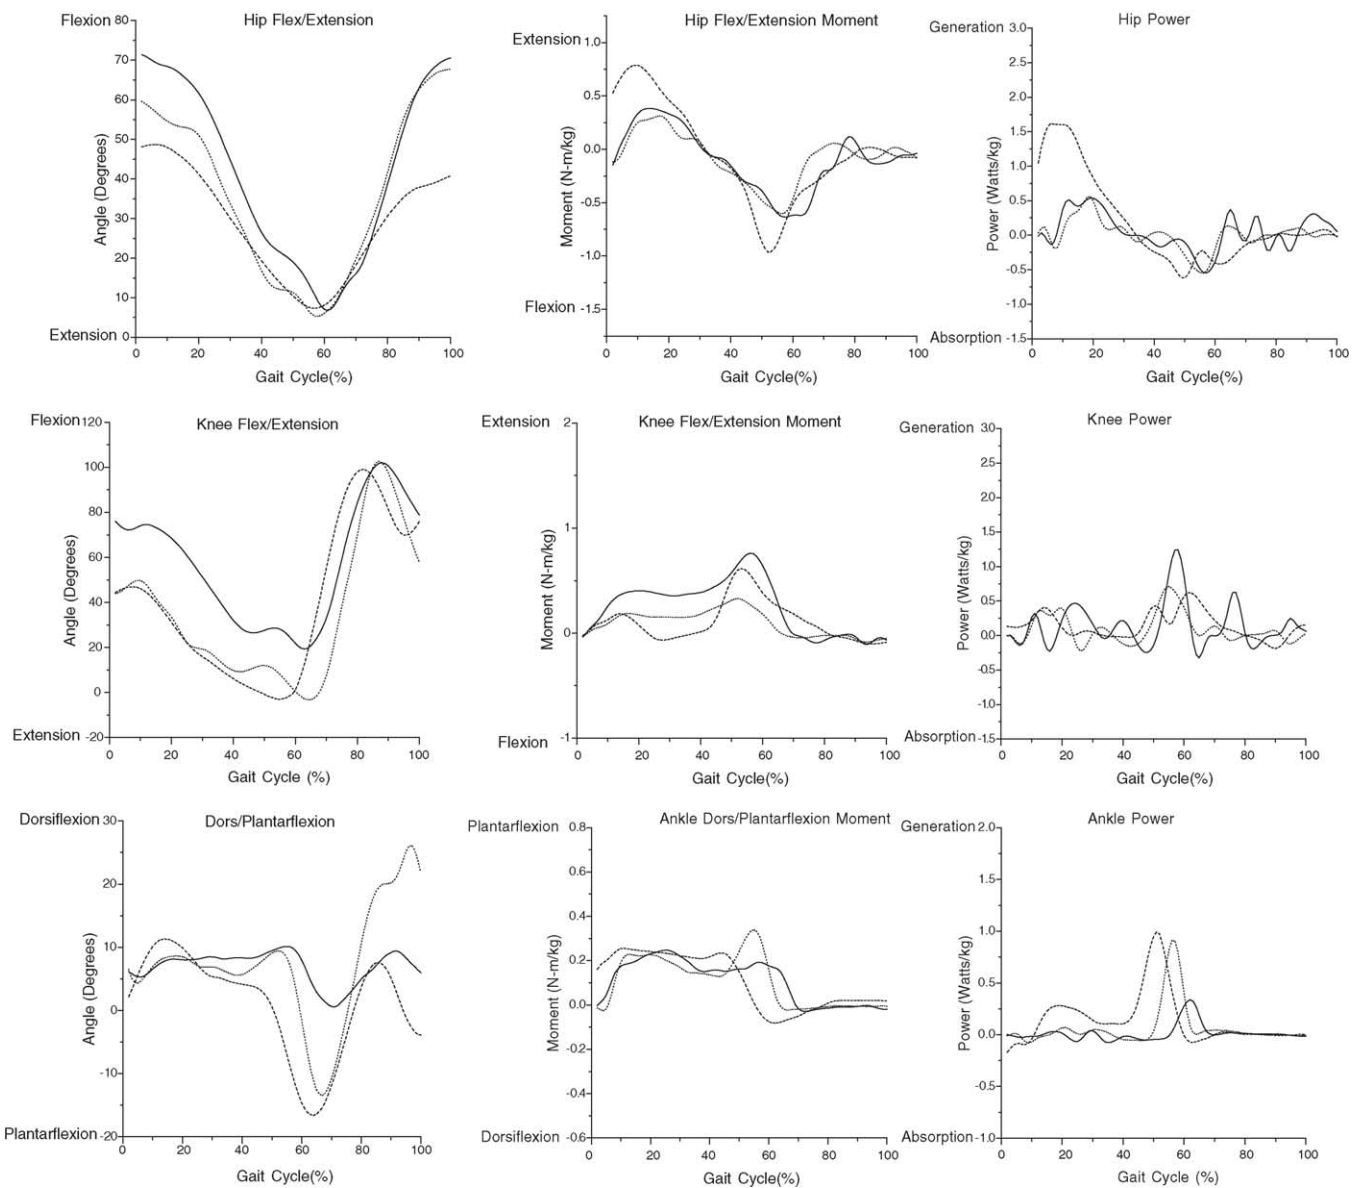 Hip Flex/Extension
Flexion 80
70
60
50
40
30
20
10
Extension 0
Angle (Degrees)
0 20 40 60 80 100
Gait Cycle(%)
Hip Flex/Extension Moment
Extension 1.0
0.5
0.0
-0.5
-1.0
Flexion -1.5
Moment (N-m/kg)
0 20 40 60 80 100
Gait Cycle(%)
Hip Power
Generation 3.0
2.5
2.0
1.5
1.0
0.5
0.0
-0.5
-1.0
Absorption -1.5
Power (Watts/kg)
0 20 40 60 80 100
Gait Cycle(%)
Knee Flex/Extension
Flexion 120
100
80
60
40
20
0
Extension -20
Angle (Degrees)
0 20 40 60 80 100
Gait Cycle (%)
Knee Flex/Extension Moment
Extension 2
1
0
Flexion -1
Moment (N-m/kg)
0 20 40 60 80 100
Gait Cycle(%)
Knee Power
Generation 3.0
2.5
2.0
1.5
1.0
0.5
0.0
-0.5
-1.0
Absorption -1.5
Power (Watts/kg)
0 20 40 60 80 100
Gait Cycle(%)
Dors/Plantarflexion
Dorsiflexion 30
20
10
0
-10
Plantarflexion -20
Angle (Degrees)
0 20 40 60 80 100
Gait Cycle(%)
Ankle Dors/Plantarflexion Moment
Plantarflexion 0.8
0.6
0.4
0.2
0.0
-0.2
-0.4
Dorsiflexion -0.6
Moment (N-m/kg)
0 20 40 60 80 100
Gait Cycle(%)
Ankle Power
Generation 2.0
1.5
1.0
0.5
0.0
-0.5
Absorption -1.0
Power (Watts/kg)
0 20 40 60 80 100
Gait Cycle (%)